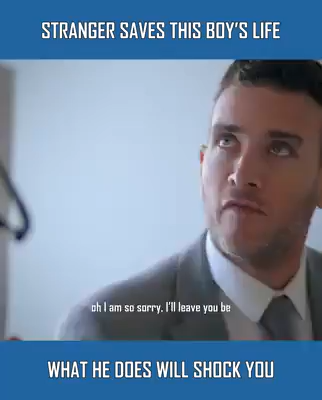 STRANGER SAVES THIS BOY'S LIFE
oh I am so sorry, I'll leave you be
WHAT HE DOES WILL SHOCK YOU